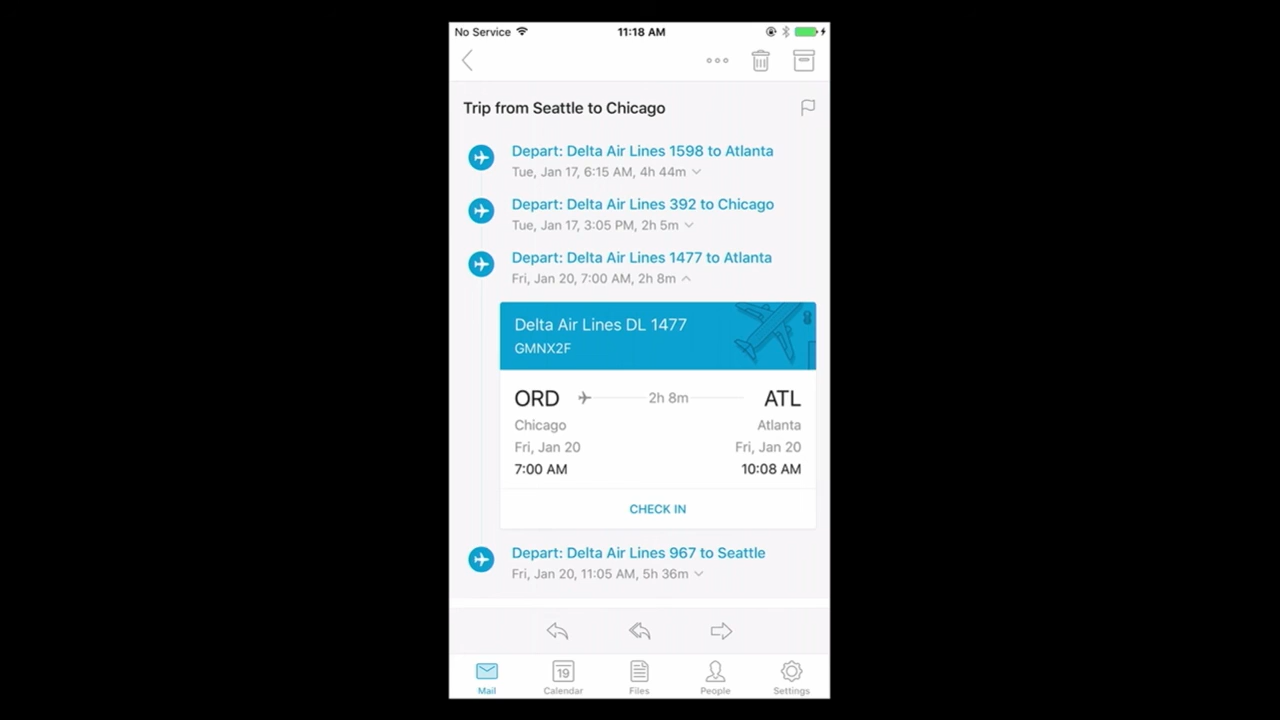 No Service 11:18 AM
Trip from Seattle to Chicago
Depart: Delta Air Lines 1598 to Atlanta
Tue, Jan 17, 6:15 AM, 4h 44m
Depart: Delta Air Lines 392 to Chicago
Tue, Jan 17, 3:05 PM, 2h 5m
Depart: Delta Air Lines 1477 to Atlanta
Fri, Jan 20, 7:00 AM, 2h 8m
Delta Air Lines DL 1477
GMNX2F
ORD 2h 8m ATL
Chicago Atlanta
Fri, Jan 20 Fri, Jan 20
7:00 AM 10:08 AM
CHECK IN
Depart: Delta Air Lines 967 to Seattle
Fri, Jan 20, 11:05 AM, 5h 36m
19
Mail Calendar Files People Settings